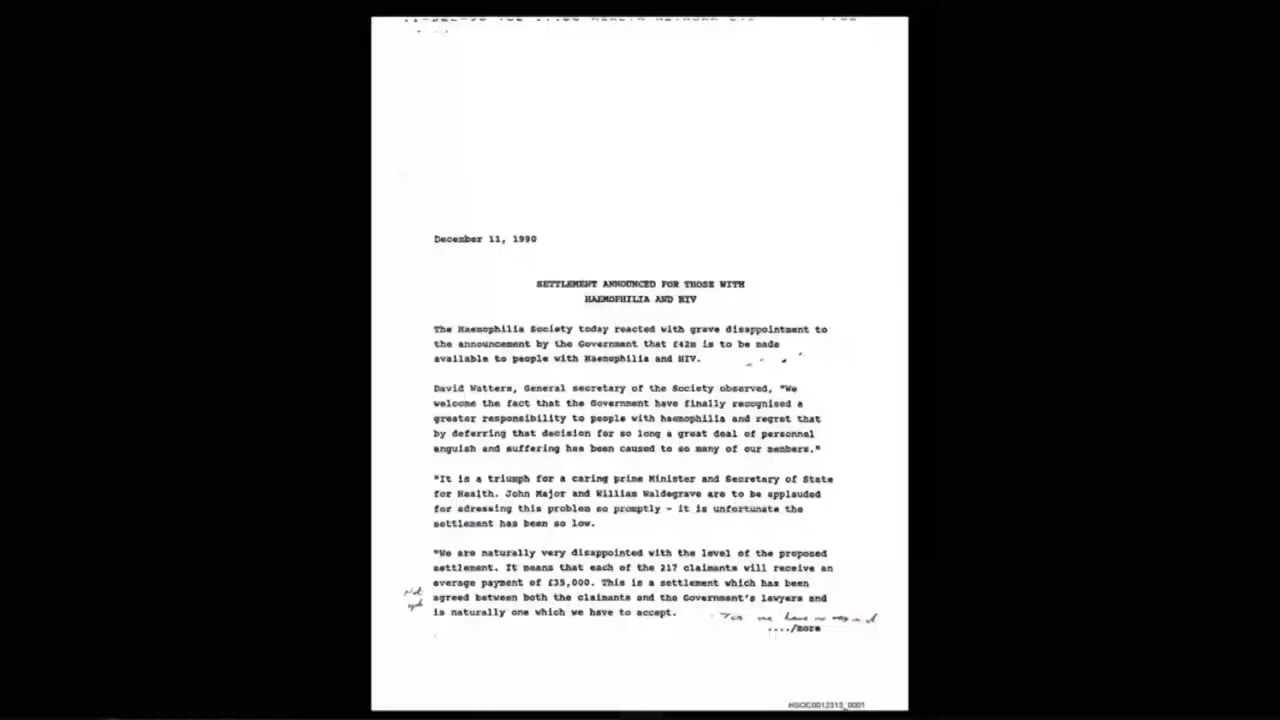 December 11, 1990
SETTLEMENT ANNOUNCED FOR THOSE WITH
HAEMOPHILIA AND HIV
The Haemophilia Society today reacted with grave disappointment to
the announcement by the Government that £42m is to be made
available to people with Haemophilia and HIV.
David Watters, General secretary of the Society observed, "We
welcome the fact that the Government have finally recognised a
greater responsibility to people with haemophilia and regret that
by deferring that decision for so long a great deal of personnel
anguish and suffering has been caused to so many of our members."
"It is a triumph for a caring prime Minister and Secretary of State
for Health. John Major and William Waldegrave are to be applauded
for adressing this problem so promptly - it is unfortunate the
settlement has been so low.
"We are naturally very disappointed with the level of the proposed
settlement. It means that each of the 217 claimants will receive an
average payment of £35,000. This is a settlement which has been
Not
agreed between both the claimants and the Government's lawyers and
is naturally one which we have to accept.
we have no
..../more
HSOC0012313_0001